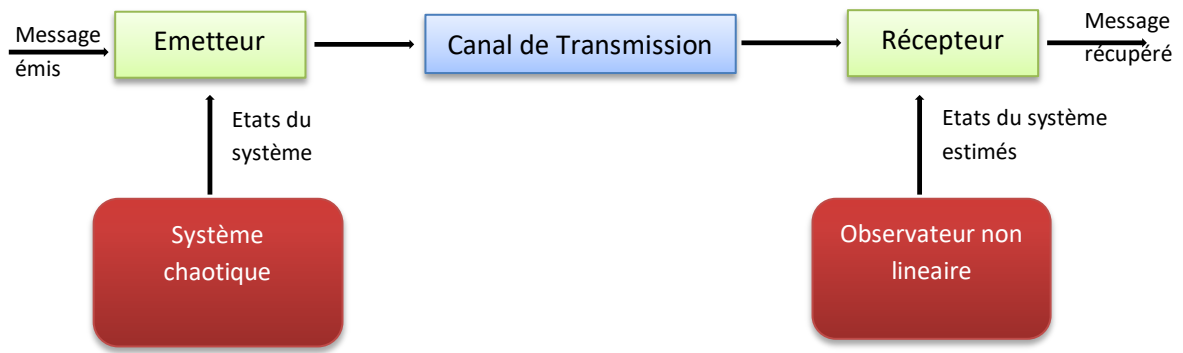 Message
émis
Emetteur
Canal de Transmission
Récepteur
Message
récupéré
Etats du
système
Etats du système
estimés
Système
chaotique
Observateur non
lineaire